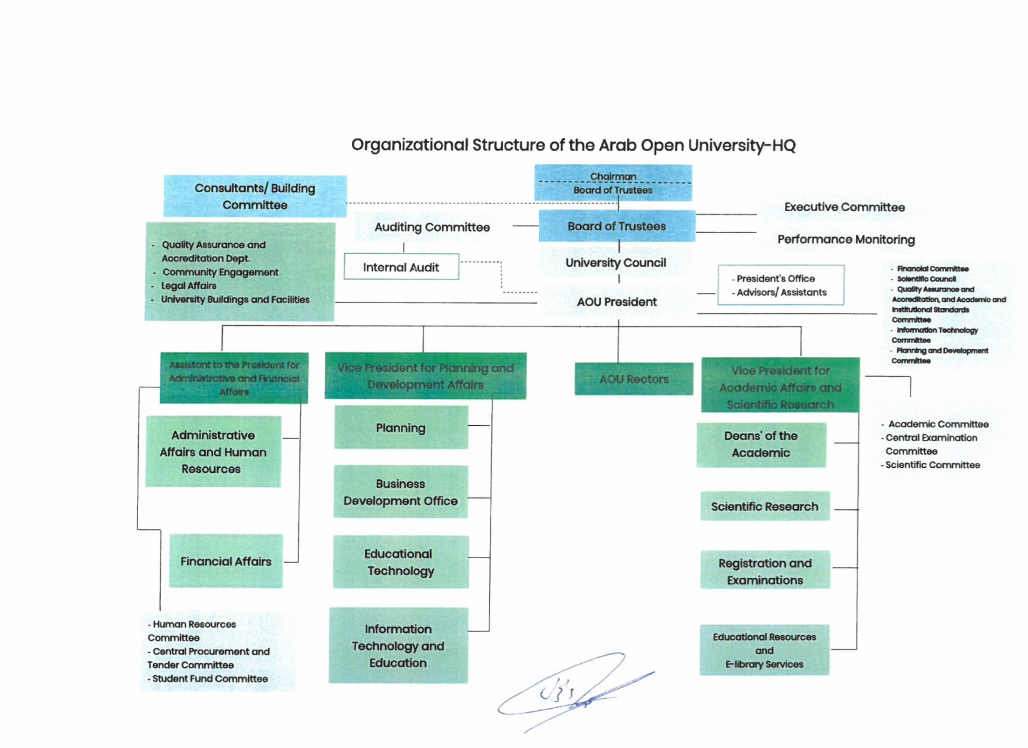 Organizational Structure of the Arab Open University-HQ
Chairman
Board of Trustees
Consultants/ Building
Committee
Executive Committee
Auditing Committee
Board of Trustees
Performance Monitoring
- Quality Assurance and
Accreditation Dept.
- Community Engagement
- Legal Affairs
- University Buildings and Facilities
Internal Audit
University Council
AOU President
- President's Office
- Advisors/ Assistants
- Financial Committee
- Scientific Council
- Quality Assurance and
Accreditation, and Academic and
Institutional Standards
Committee
- Information Technology
Committee
- Planning and Development
Committee
Assistant to the President for
Administrative and Financial
Affairs
Vice President for Planning and
Development Affairs
AOU Rectors
Vice President for
Academic Affairs and
Scientific Research
Administrative
Affairs and Human
Resources
Financial Affairs
- Human Resources
Committee
- Central Procurement and
Tender Committee
- Student Fund Committee
Planning
Business
Development Office
Educational
Technology
Information
Technology and
Education
Deans' of the
Academic
Scientific Research
Registration and
Examinations
Educational Resources
and
E-library Services
- Academic Committee
- Central Examination
Committee
- Scientific Committee